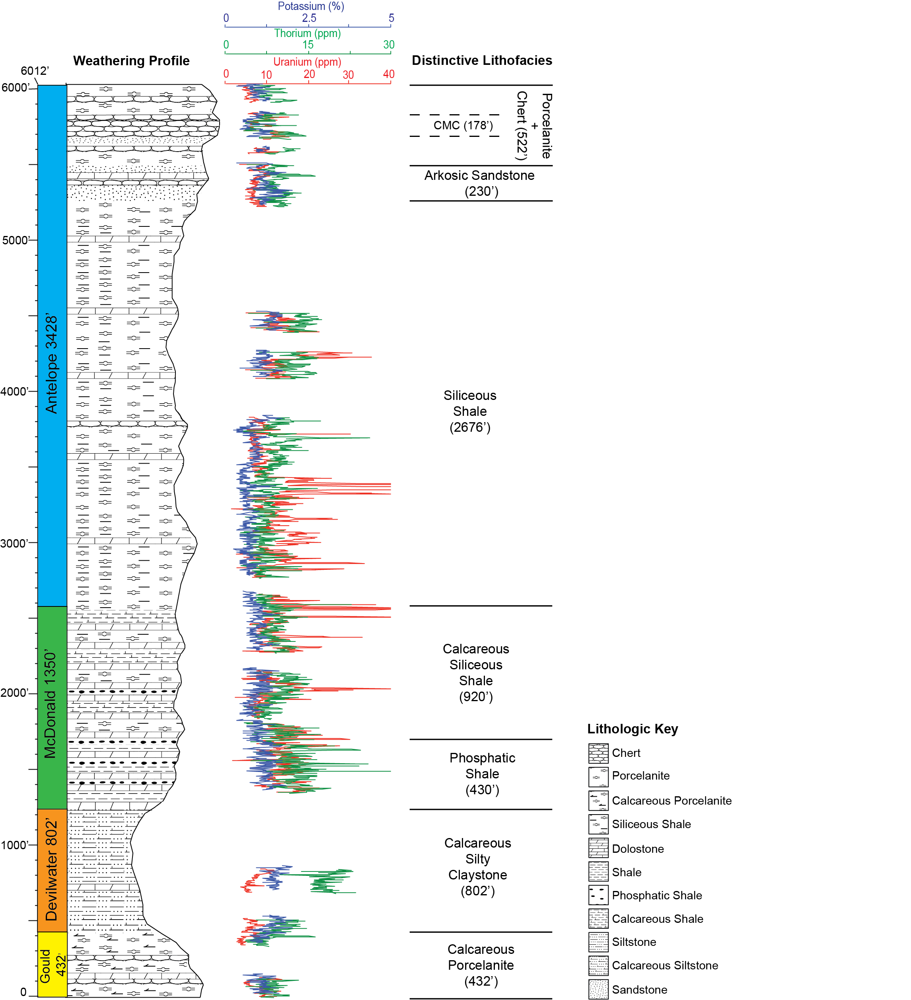 Potassium (%)
0 2.5 5
Thorium (ppm)
0 15 30
Uranium (ppm)
0 10 20 30 40
Weathering Profile
Distinctive Lithofacies
6012’
6000’
5000’
4000’
3000’
2000’
1000’
0
Antelope 3428’
McDonald 1350’
Devilwater 802’
Gould
432’
Porcelanite
+
Chert (522’)
CMC (178’)
Arkosic Sandstone
(230’)
Siliceous
Shale
(2676’)
Calcareous
Siliceous
Shale
(920’)
Phosphatic
Shale
(430’)
Calcareous
Silty
Claystone
(802’)
Calcareous
Porcelanite
(432’)
Lithologic Key
Chert
Porcelanite
Calcareous Porcelanite
Siliceous Shale
Dolostone
Shale
Phosphatic Shale
Calcareous Shale
Siltstone
Calcareous Siltstone
Sandstone